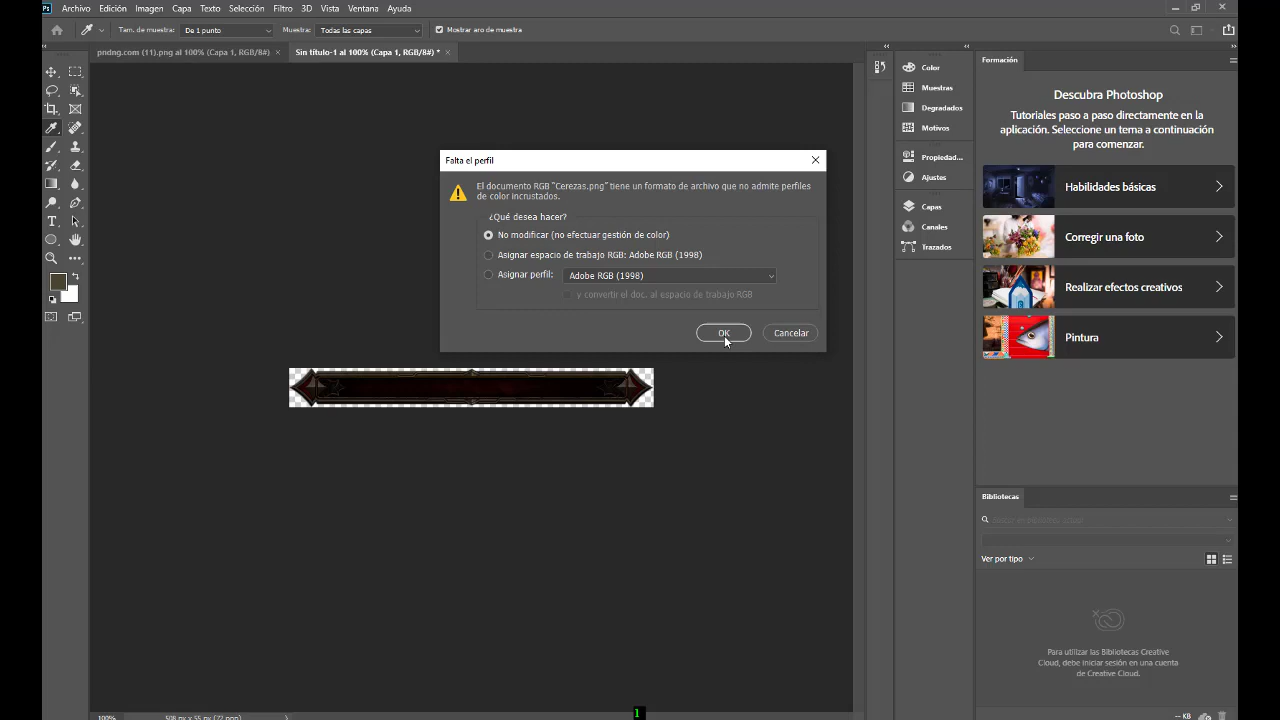 Ps Archivo Edición Imagen Capa Texto Selección Filtro 3D Vista Ventana Ayuda
Tam. de muestra: De 1 punto Muestra: Todas las capas Mostrar aro de muestra
pndng.com (11).png al 100% (Capa 1, RGB/8#) × Sin título-1 al 100% (Capa 1, RGB/8#) * ×
Falta el perfil
El documento RGB "Cerezas.png" tiene un formato de archivo que no admite perfiles
de color incrustados.
¿Qué desea hacer?
No modificar (no efectuar gestión de color)
Asignar espacio de trabajo RGB: Adobe RGB (1998)
Asignar perfil: Adobe RGB (1998)
y convertir el doc. al espacio de trabajo RGB
OK Cancelar
Color
Muestras
Degradados
Motivos
Propiedad...
Ajustes
Capas
Canales
Trazados
Formación
Descubra Photoshop
Tutoriales paso a paso directamente en la
aplicación. Seleccione un tema a continuación
para comenzar.
Habilidades básicas
Corregir una foto
Realizar efectos creativos
Pintura
Bibliotecas
Ver por tipo
Para utilizar las Bibliotecas Creative
Cloud, debe iniciar sesión en una cuenta
de Creative Cloud.
100% 508 px x 55 px (72 ppp)
1
-- KB